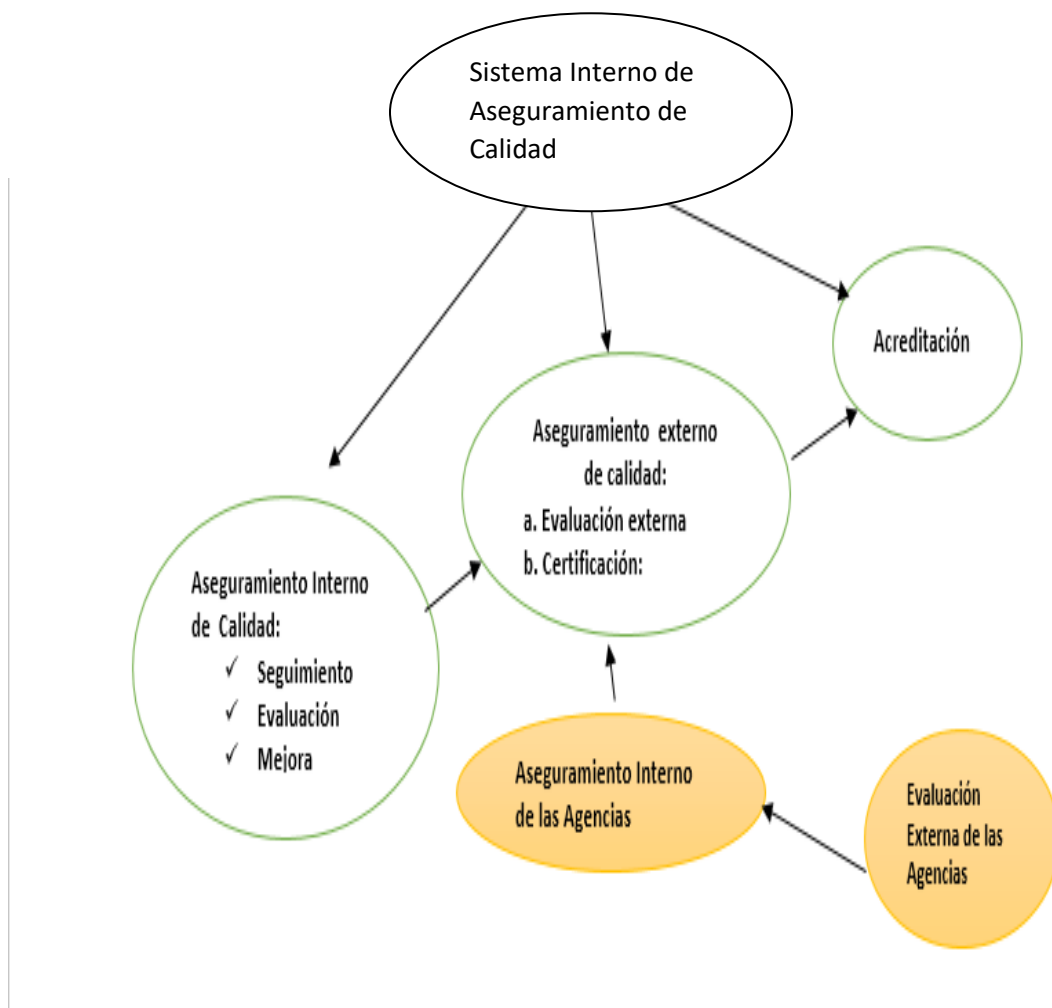 Sistema Interno de
Aseguramiento de
Calidad
Acreditación
Aseguramiento externo
de calidad:
a. Evaluación externa
b. Certificación:
Aseguramiento Interno
de Calidad:
✓ Seguimiento
✓ Evaluación
✓ Mejora
Aseguramiento Interno
de las Agencias
Evaluación
Externa de las
Agencias